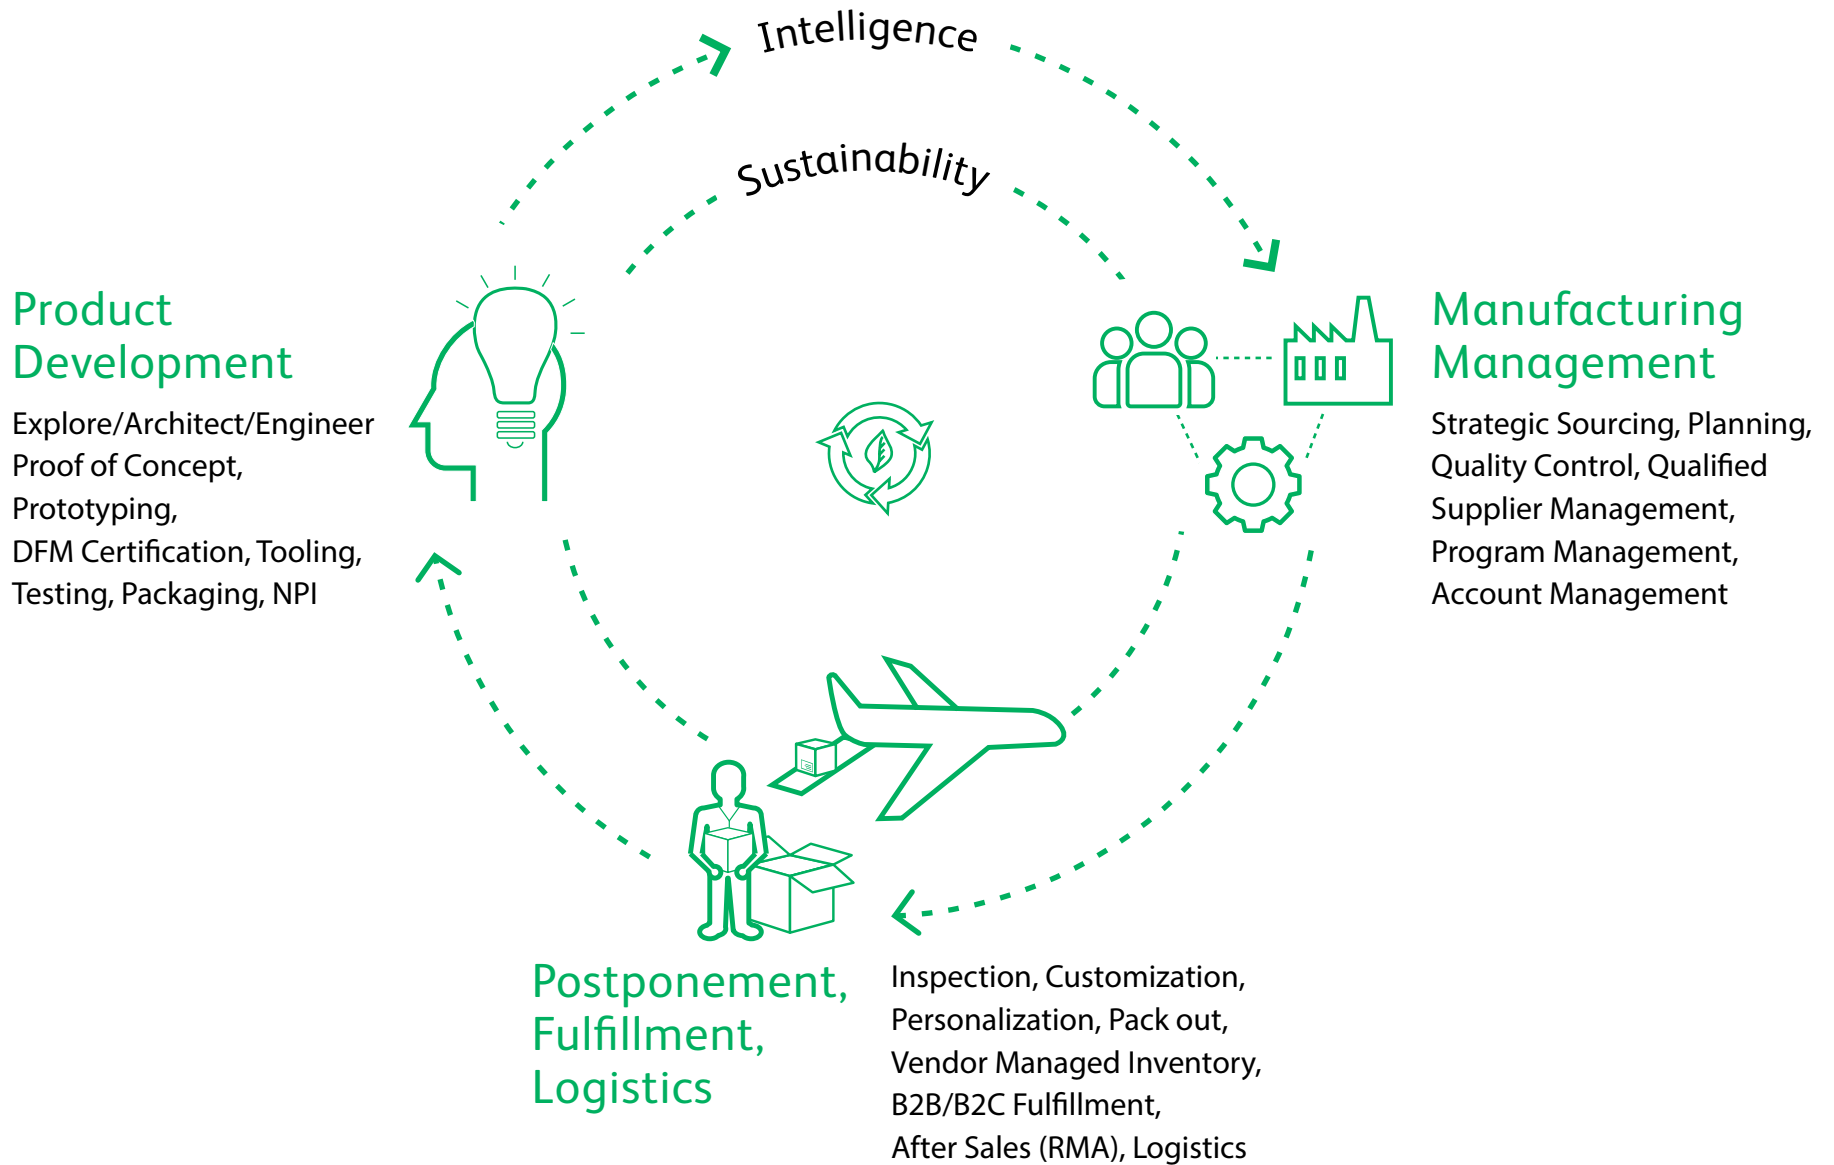 Intelligence
Sustainability
Product
Development
Explore/Architect/Engineer
Proof of Concept,
Prototyping,
DFM Certification, Tooling,
Testing, Packaging, NPI
Manufacturing
Management
Strategic Sourcing, Planning,
Quality Control, Qualified
Supplier Management,
Program Management,
Account Management
Postponement,
Fulfillment,
Logistics
Inspection, Customization,
Personalization, Pack out,
Vendor Managed Inventory,
B2B/B2C Fulfillment,
After Sales (RMA), Logistics